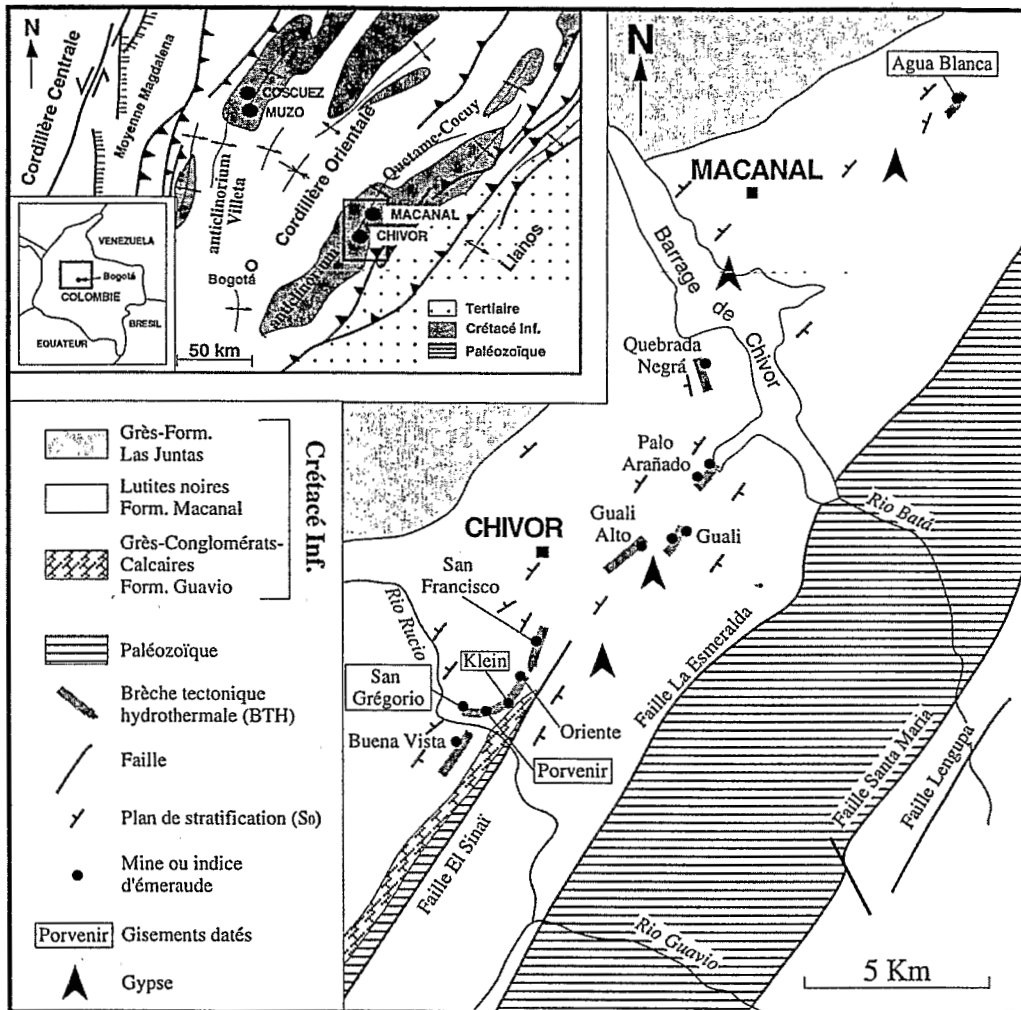 N
Cordillère Centrale
Moyenne Magdalena
COSCUEZ
MUZO
anticlinorium
Villeta
Cordillère Orientale
Quetame-Cocuy
anticlinorium
MACANAL
CHIVOR
Llanos
Bogotá
VENEZUELA
Bogotá
COLOMBIE
BRESIL
EQUATEUR
50 km
Tertiaire
Crétacé Inf.
Paléozoïque
Grès-Form.
Las Juntas
Lutites noires
Form. Macanal
Grès-Conglomérats-
Calcaires
Form. Guavio
Crétacé Inf.
Paléozoïque
Brèche tectonique
hydrothermale (BTH)
Faille
Plan de stratification (S0)
Mine ou indice
d'émeraude
Porvenir
Gisements datés
Gypse
N
Agua Blanca
MACANAL
Barrage
de
Chivor
Quebrada
Negrá
Palo
Arañado
Rio Batá
CHIVOR
Guali
Alto
Guali
San
Francisco
Rio Rucio
Klein
San
Grégorio
Oriente
Buena Vista
Porvenir
Faille La Esmeralda
Faille El Sinaï
Faille Santa Maria
Faille Lengupa
Rio Guavio
5 Km